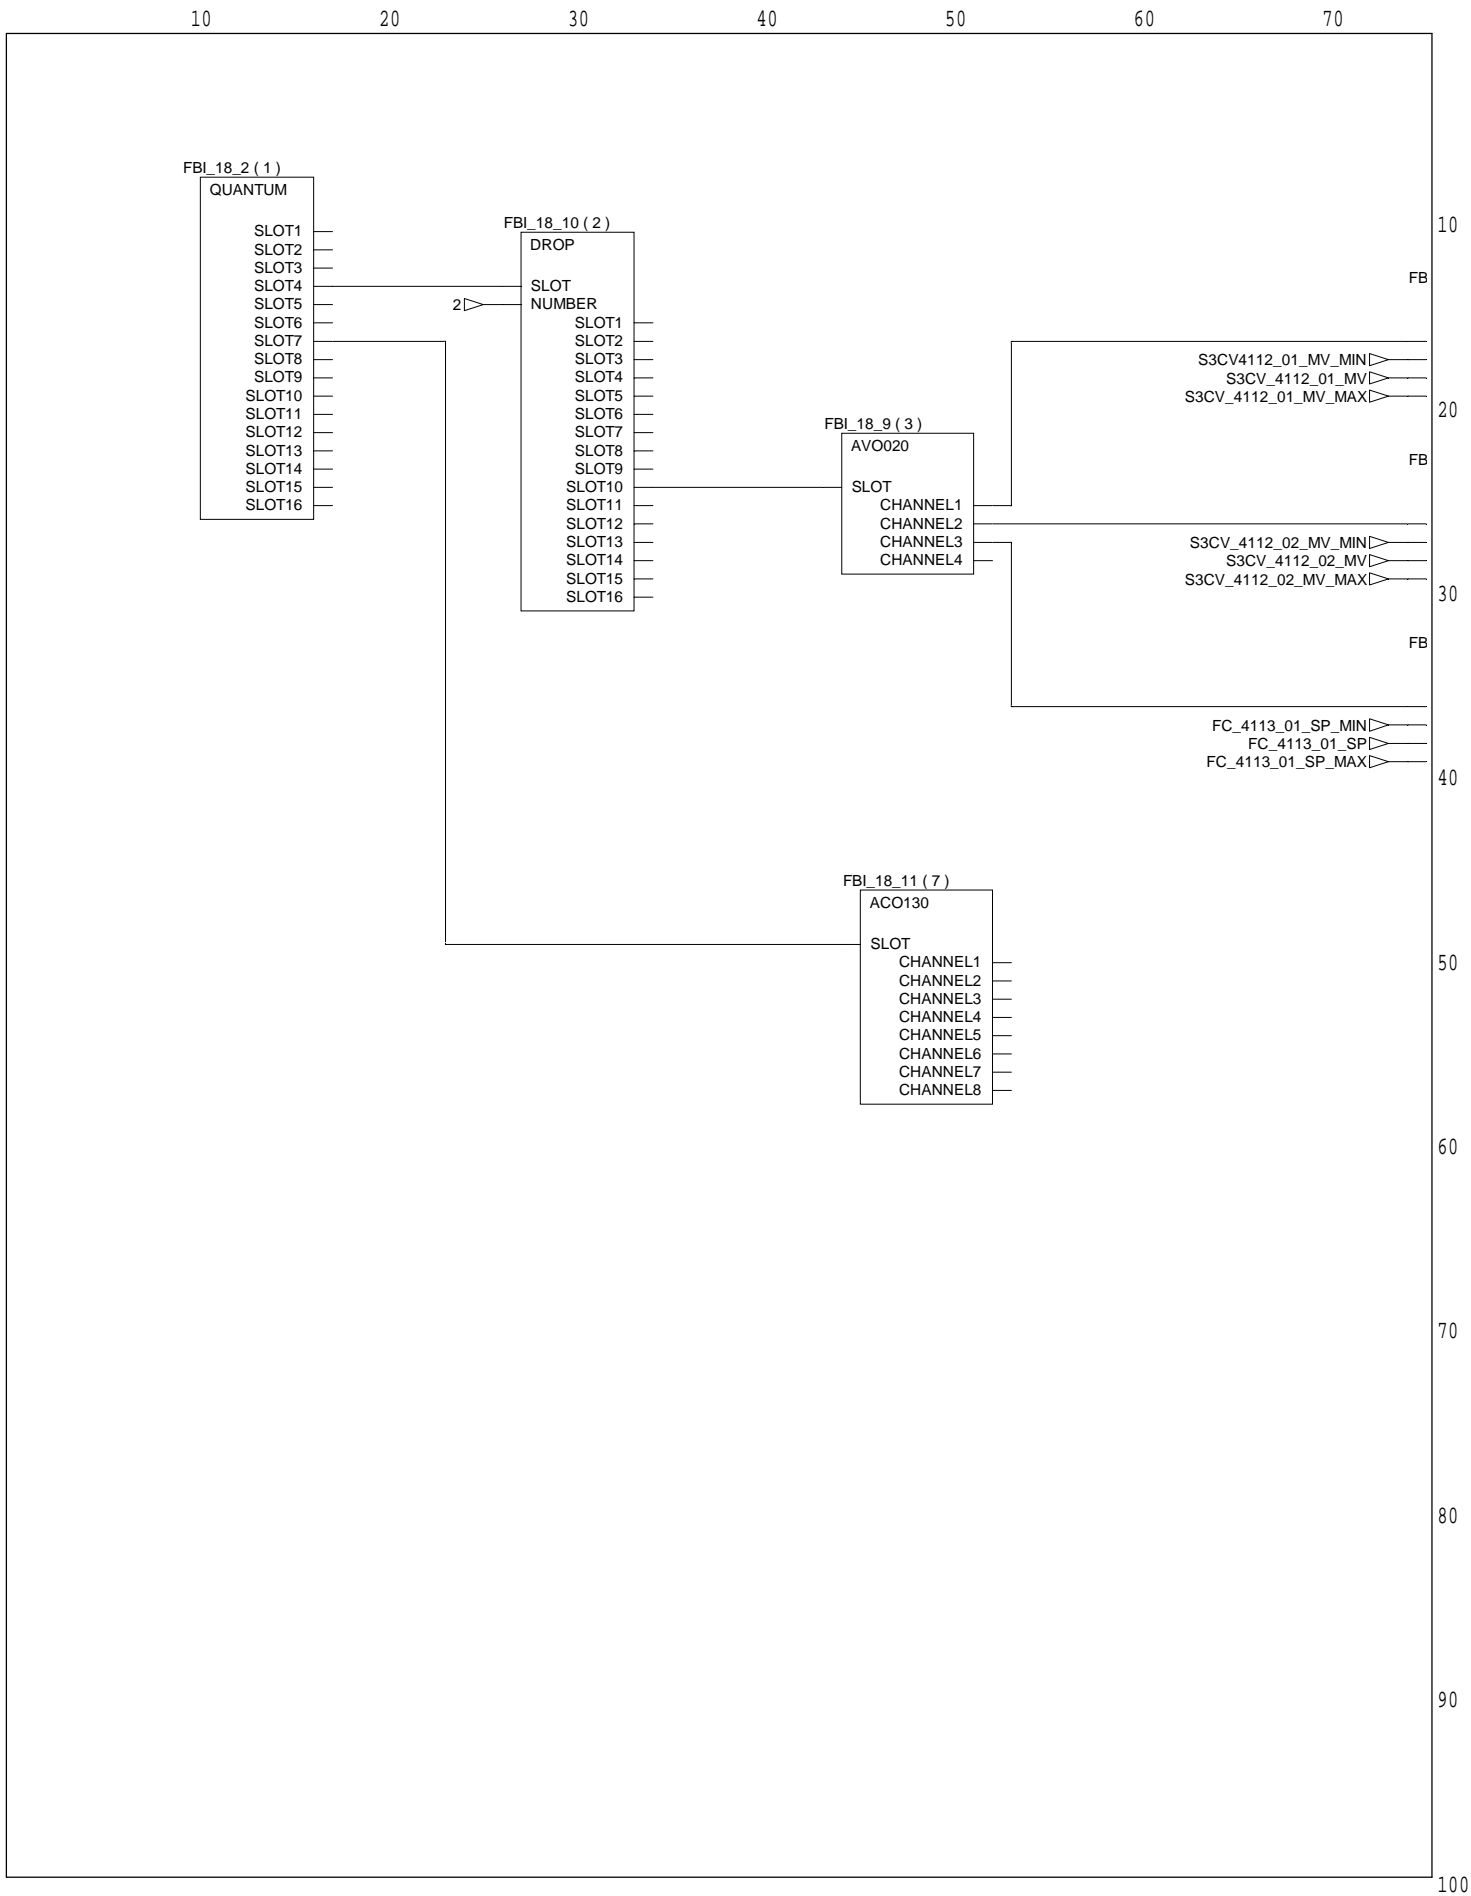 10 20 30 40 50 60 70
FBI_18_2 ( 1 )
QUANTUM
SLOT1
SLOT2
SLOT3
SLOT4
SLOT5
SLOT6
SLOT7
SLOT8
SLOT9
SLOT10
SLOT11
SLOT12
SLOT13
SLOT14
SLOT15
SLOT16
FBI_18_10 ( 2 )
DROP
SLOT
2 NUMBER
SLOT1
SLOT2
SLOT3
SLOT4
SLOT5
SLOT6
SLOT7
SLOT8
SLOT9
SLOT10
SLOT11
SLOT12
SLOT13
SLOT14
SLOT15
SLOT16
FBI_18_9 ( 3 )
AVO020
SLOT
CHANNEL1
CHANNEL2
CHANNEL3
CHANNEL4
FB
S3CV4112_01_MV_MIN
S3CV_4112_01_MV
S3CV_4112_01_MV_MAX
FB
S3CV_4112_02_MV_MIN
S3CV_4112_02_MV
S3CV_4112_02_MV_MAX
FB
FC_4113_01_SP_MIN
FC_4113_01_SP
FC_4113_01_SP_MAX
FBI_18_11 ( 7 )
ACO130
SLOT
CHANNEL1
CHANNEL2
CHANNEL3
CHANNEL4
CHANNEL5
CHANNEL6
CHANNEL7
CHANNEL8
10
20
30
40
50
60
70
80
90
100